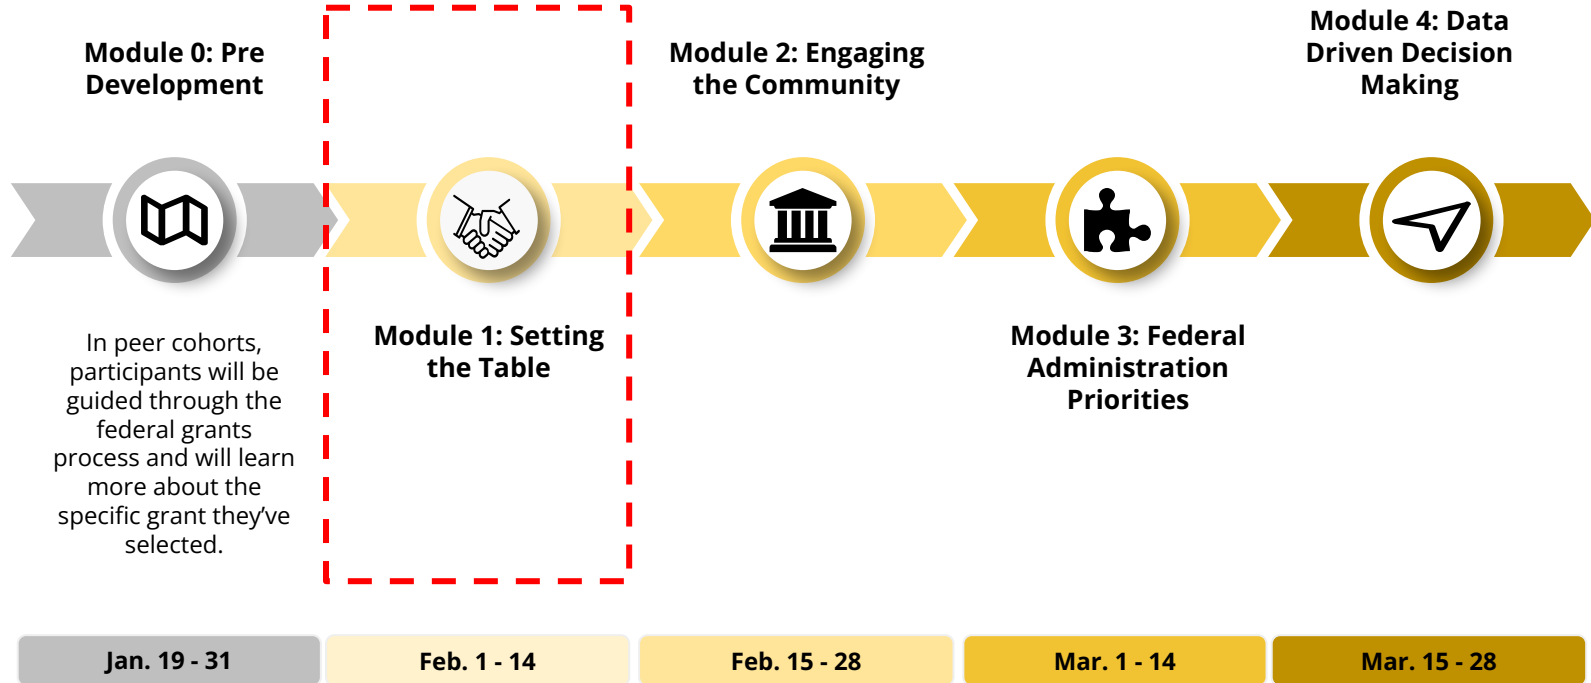 Module 0: Pre
Development
In peer cohorts,
participants will be
guided through the
federal grants
process and will learn
more about the
specific grant they’ve
selected.
Jan. 19 - 31
Module 1: Setting
the Table
Feb. 1 - 14
Module 2: Engaging
the Community
Feb. 15 - 28
Module 3: Federal
Administration
Priorities
Mar. 1 - 14
Module 4: Data
Driven Decision
Making
Mar. 15 - 28